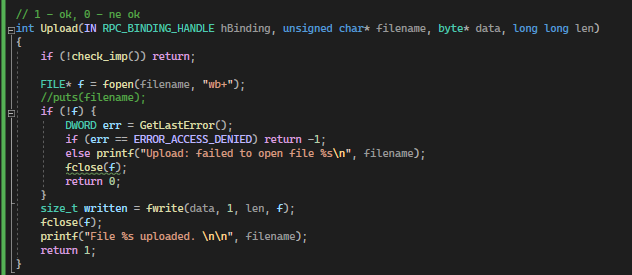 // 1 - ok, 0 - ne ok
int Upload(IN RPC_BINDING_HANDLE hBinding, unsigned char* filename, byte* data, long long len)
{
    if (!check_imp()) return;

    FILE* f = fopen(filename, "wb+");
    //puts(filename);
    if (!f) {
        DWORD err = GetLastError();
        if (err == ERROR_ACCESS_DENIED) return -1;
        else printf("Upload: failed to open file %s\n", filename);
        fclose(f);
        return 0;
    }
    size_t written = fwrite(data, 1, len, f);
    fclose(f);
    printf("File %s uploaded. \n\n", filename);
    return 1;
}